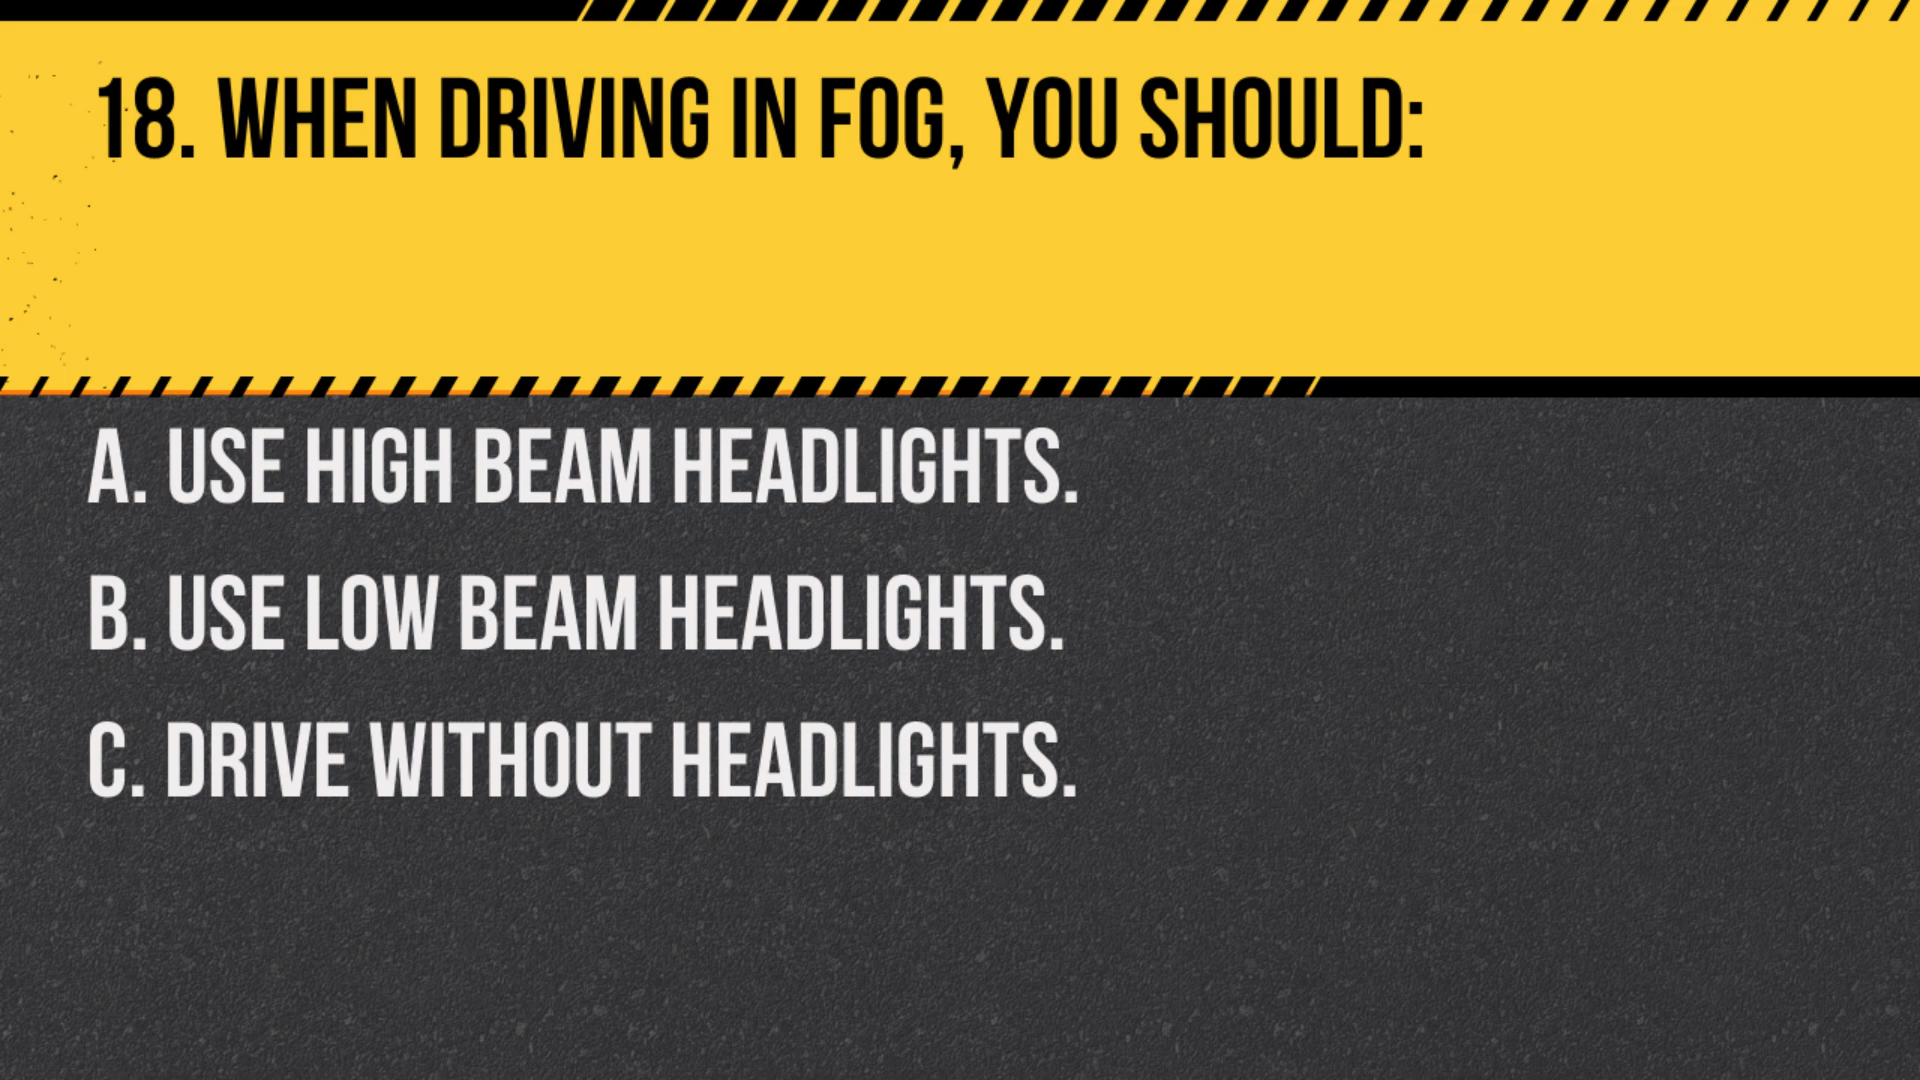 18. WHEN DRIVING IN FOG, YOU SHOULD:
A. USE HIGH BEAM HEADLIGHTS.
B. USE LOW BEAM HEADLIGHTS.
C. DRIVE WITHOUT HEADLIGHTS.